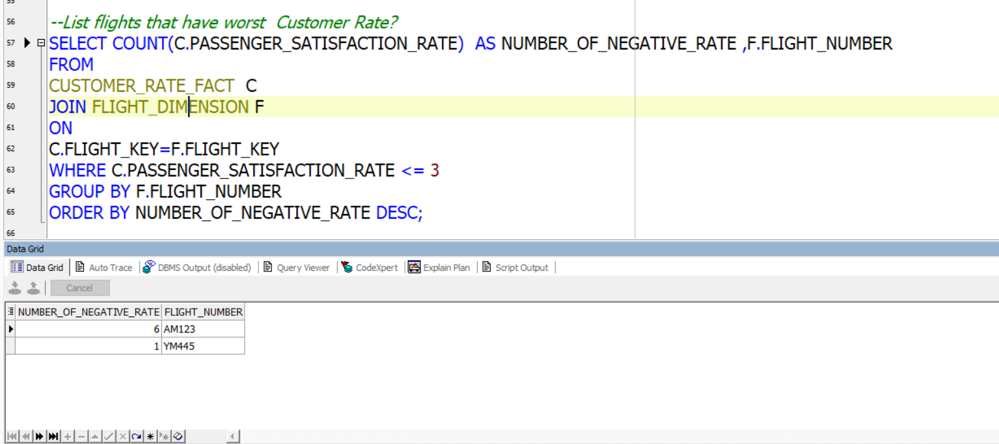 55
56 --List flights that have worst  Customer Rate?
57 SELECT COUNT(C.PASSENGER_SATISFACTION_RATE)  AS NUMBER_OF_NEGATIVE_RATE ,F.FLIGHT_NUMBER
58 FROM
59 CUSTOMER_RATE_FACT  C
60 JOIN FLIGHT_DIMENSION F
61 ON
62 C.FLIGHT_KEY=F.FLIGHT_KEY
63 WHERE C.PASSENGER_SATISFACTION_RATE <= 3
64 GROUP BY F.FLIGHT_NUMBER
65 ORDER BY NUMBER_OF_NEGATIVE_RATE DESC;
66
Data Grid
Data Grid Auto Trace DBMS Output (disabled) Query Viewer CodeXpert Explain Plan Script Output
Cancel
NUMBER_OF_NEGATIVE_RATE FLIGHT_NUMBER
6 AM123
1 YM445